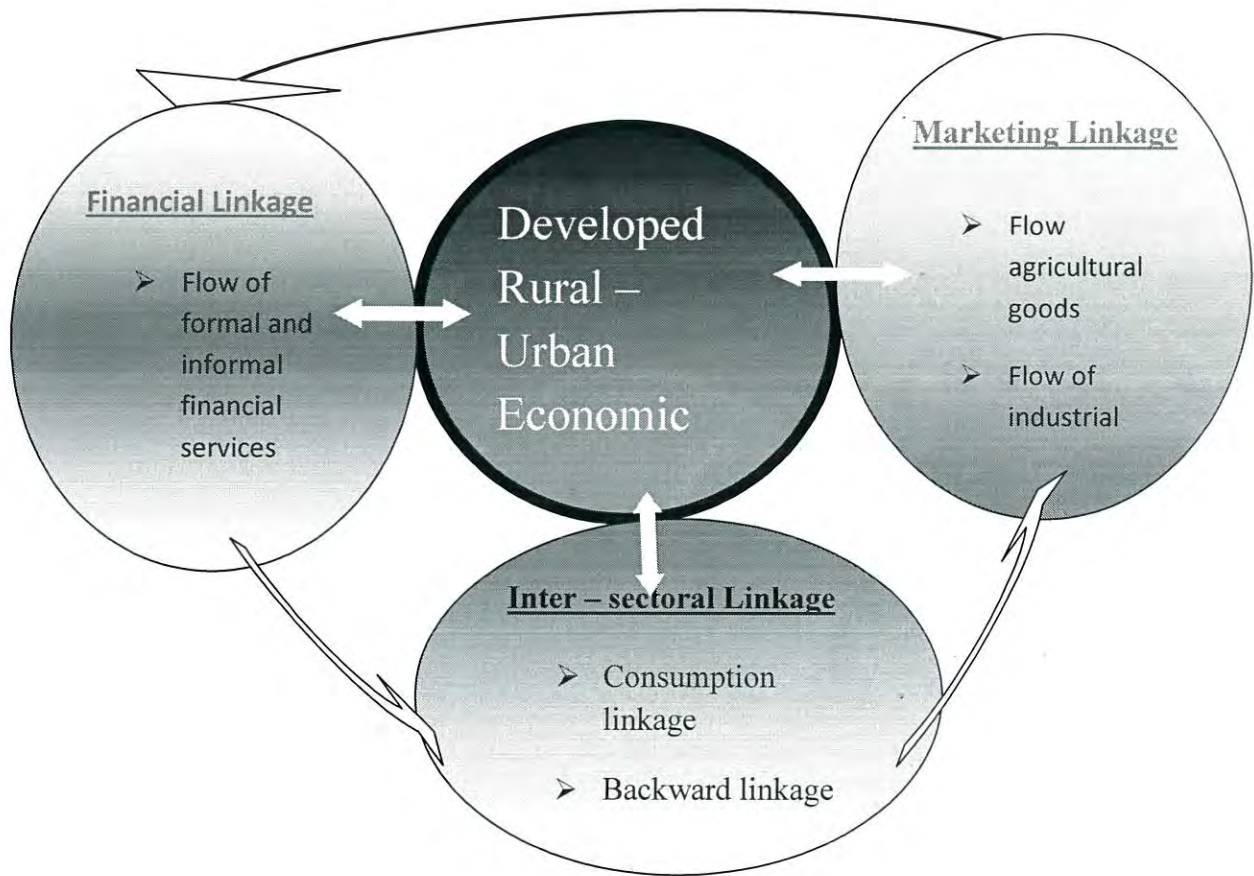 Financial Linkage
➢ Flow of
formal and
informal
financial
services
Developed
Rural –
Urban
Economic
Marketing Linkage
➢ Flow
agricultural
goods
➢ Flow of
industrial
Inter – sectoral Linkage
➢ Consumption
linkage
➢ Backward linkage